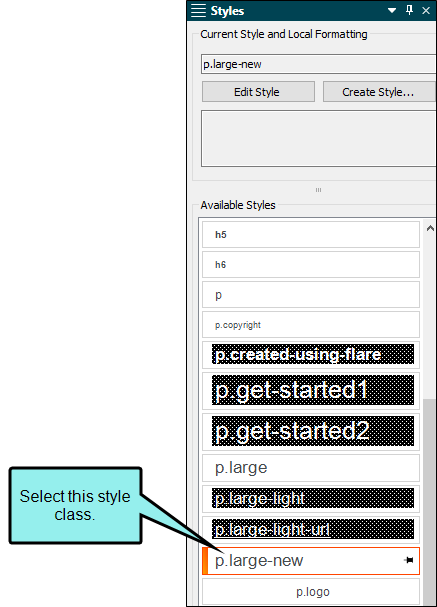 Styles
Current Style and Local Formatting
p.large-new
Edit Style
Create Style...
Available Styles
h5
h6
p
p.copyright
p.created-using-flare
p.get-started1
p.get-started2
p.large
p.large-light
p.large-light-url
p.large-new
p.logo
Select this style
class.